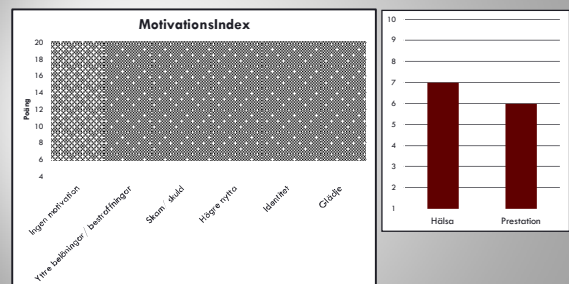 MotivationsIndex
Poäng
20
18
16
14
12
10
8
6
4
Ingen motivation
Yttre belöningar/ bestraffningar
Skam/ skuld
Högre nytta
Identitet
Glädje
10
9
8
7
6
5
4
3
2
1
Hälsa
Prestation